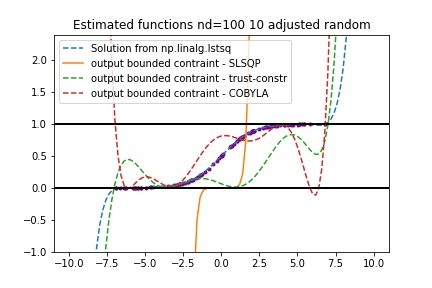 Estimated functions nd=100 10 adjusted random
Solution from np.linalg.lstsq
output bounded contraint - SLSQP
output bounded contraint - trust-constr
output bounded contraint - COBYLA
2.0
1.5
1.0
0.5
0.0
−0.5
−1.0
−10.0 −7.5 −5.0 −2.5 0.0 2.5 5.0 7.5 10.0